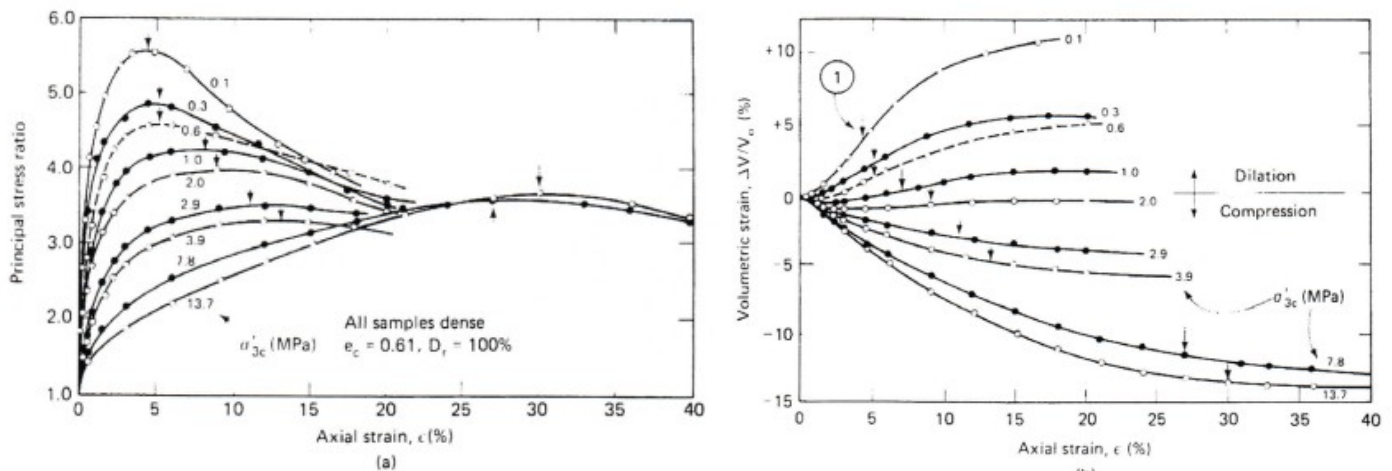 6.0
5.0
4.0
3.0
2.0
1.0
Principal stress ratio
0.1
0.3
0.6
1.0
2.0
2.9
3.9
7.8
13.7
σ'3c (MPa)
All samples dense
ec = 0.61, Dr = 100%
0 5 10 15 20 25 30 35 40
Axial strain, ε (%)
(a)
+10
+5
0
-5
-10
-15
Volumetric strain, ΔV/Vo, (%)
1
0.1
0.3
0.6
1.0
Dilation
Compression
2.0
2.9
3.9
σ'3c (MPa)
7.8
13.7
0 5 10 15 20 25 30 35 40
Axial strain, ε (%)